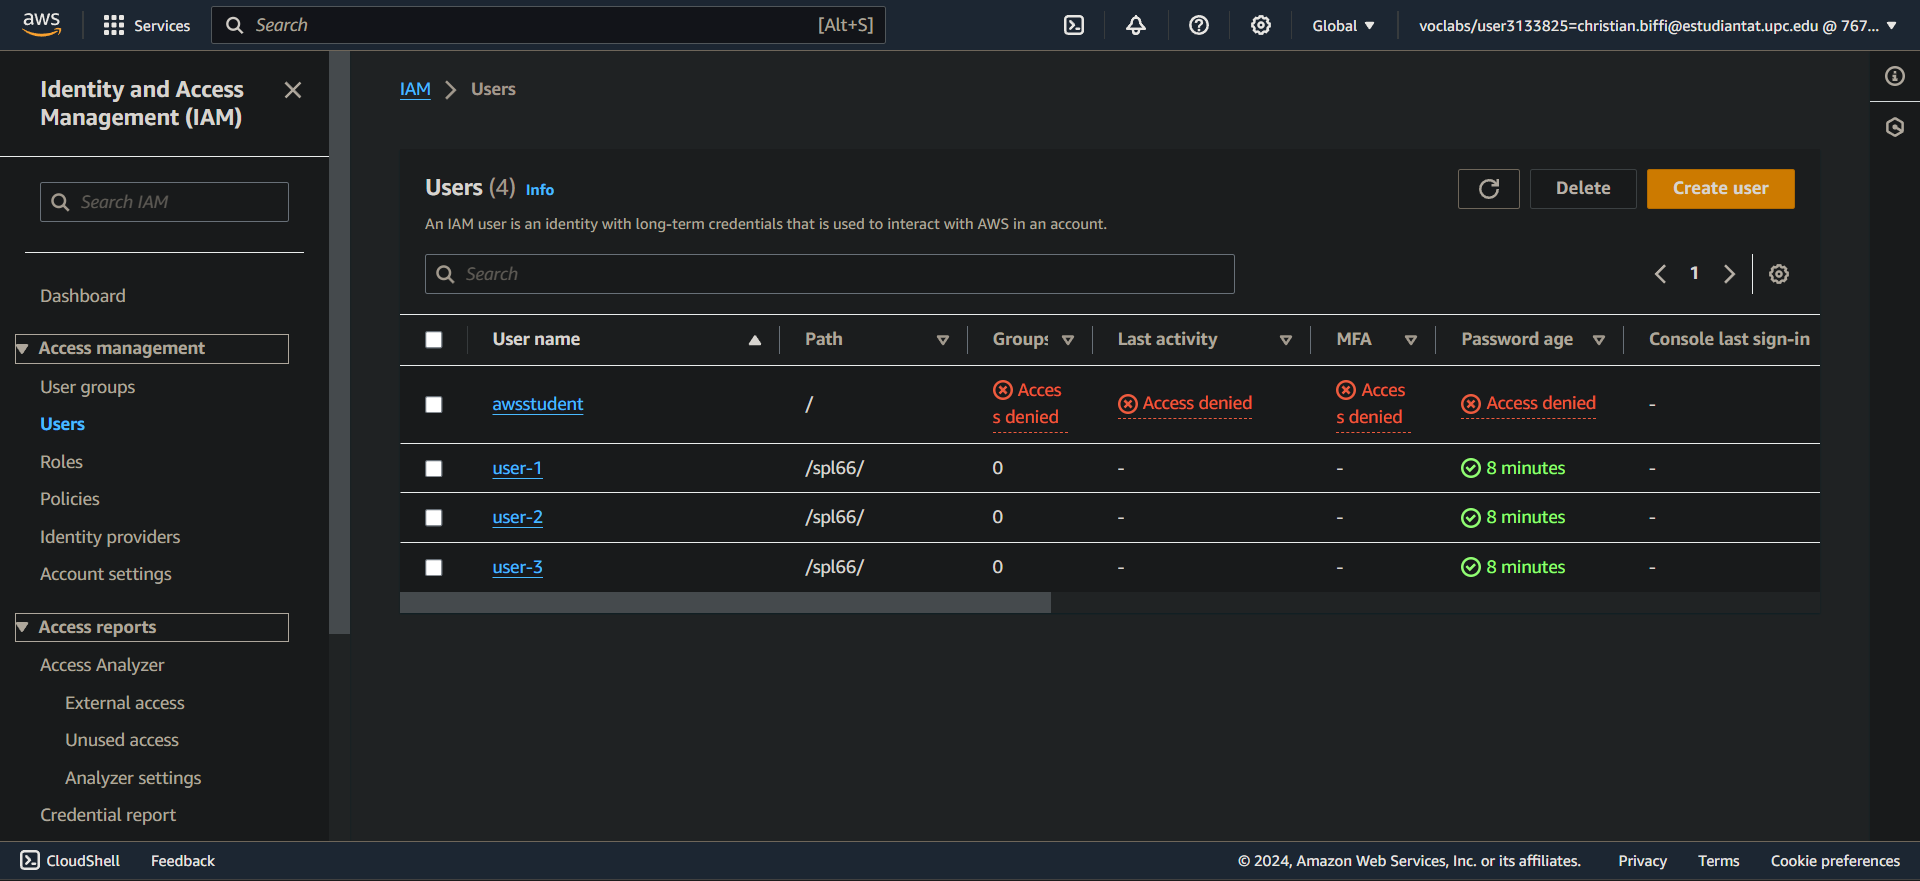 aws
Services
Search
[Alt+S]
Global
voclabs/user3133825=christian.biffi@estudiantat.upc.edu @ 767...
Identity and Access
Management (IAM)
Search IAM
Dashboard
Access management
User groups
Users
Roles
Policies
Identity providers
Account settings
Access reports
Access Analyzer
External access
Unused access
Analyzer settings
Credential report
IAM
Users
Users (4) Info
Delete
Create user
An IAM user is an identity with long-term credentials that is used to interact with AWS in an account.
Search
1
User name Path Groups Last activity MFA Password age Console last sign-in
awsstudent / Acces
s denied Access denied Acces
s denied Access denied -
user-1 /spl66/ 0 - - 8 minutes -
user-2 /spl66/ 0 - - 8 minutes -
user-3 /spl66/ 0 - - 8 minutes -
CloudShell Feedback © 2024, Amazon Web Services, Inc. or its affiliates. Privacy Terms Cookie preferences